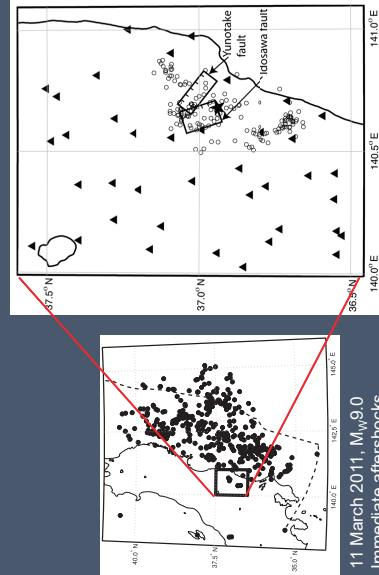 40.0° N
37.5° N
35.0° N
140.0° E
142.5° E
145.0° E
11 March 2011, Mw9.0
Immediate aftershocks
37.5° N
37.0° N
36.5° N
140.0° E
140.5° E
141.0° E
Yunotake
fault
Idosawa fault